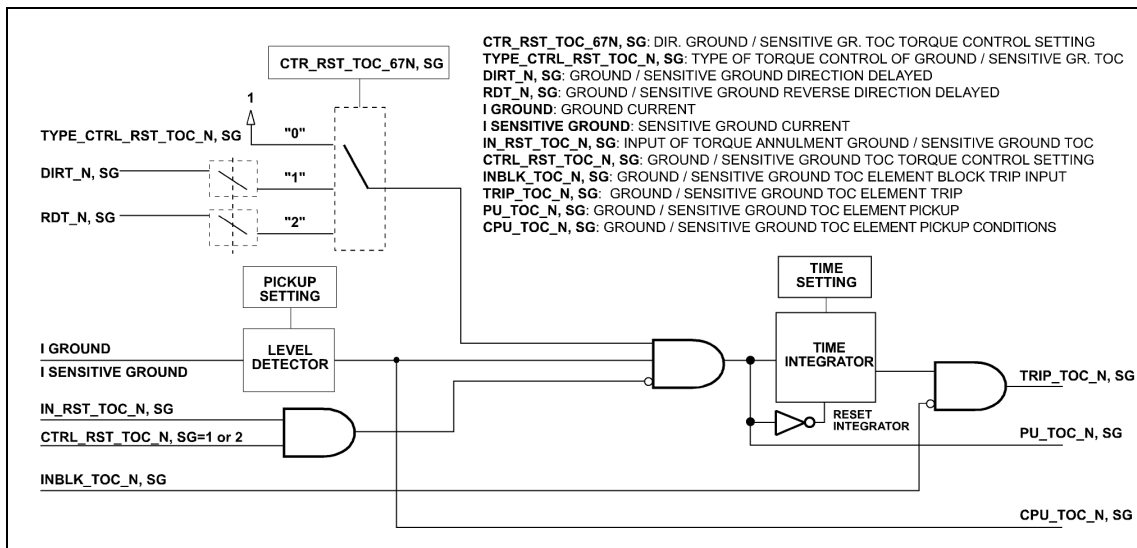 CTR_RST_TOC_67N, SG: DIR. GROUND / SENSITIVE GR. TOC TORQUE CONTROL SETTING
TYPE_CTRL_RST_TOC_N, SG: TYPE OF TORQUE CONTROL OF GROUND / SENSITIVE GR. TOC
DIRT_N, SG: GROUND / SENSITIVE GROUND DIRECTION DELAYED
RDT_N, SG: GROUND / SENSITIVE GROUND REVERSE DIRECTION DELAYED
I GROUND: GROUND CURRENT
I SENSITIVE GROUND: SENSITIVE GROUND CURRENT
IN_RST_TOC_N, SG: INPUT OF TORQUE ANNULMENT GROUND / SENSITIVE GROUND TOC
CTRL_RST_TOC_N, SG: GROUND / SENSITIVE GROUND TOC TORQUE CONTROL SETTING
INBLK_TOC_N, SG: GROUND / SENSITIVE GROUND TOC ELEMENT BLOCK TRIP INPUT
TRIP_TOC_N, SG: GROUND / SENSITIVE GROUND TOC ELEMENT TRIP
PU_TOC_N, SG: GROUND / SENSITIVE GROUND TOC ELEMENT PICKUP
CPU_TOC_N, SG: GROUND / SENSITIVE GROUND TOC ELEMENT PICKUP CONDITIONS
CTR_RST_TOC_67N, SG
1
TYPE_CTRL_RST_TOC_N, SG
"0"
DIRT_N, SG
"1"
RDT_N, SG
"2"
PICKUP
SETTING
TIME
SETTING
I GROUND
I SENSITIVE GROUND
LEVEL
DETECTOR
TIME
INTEGRATOR
TRIP_TOC_N, SG
IN_RST_TOC_N, SG
RESET
INTEGRATOR
CTRL_RST_TOC_N, SG=1 or 2
PU_TOC_N, SG
INBLK_TOC_N, SG
CPU_TOC_N, SG